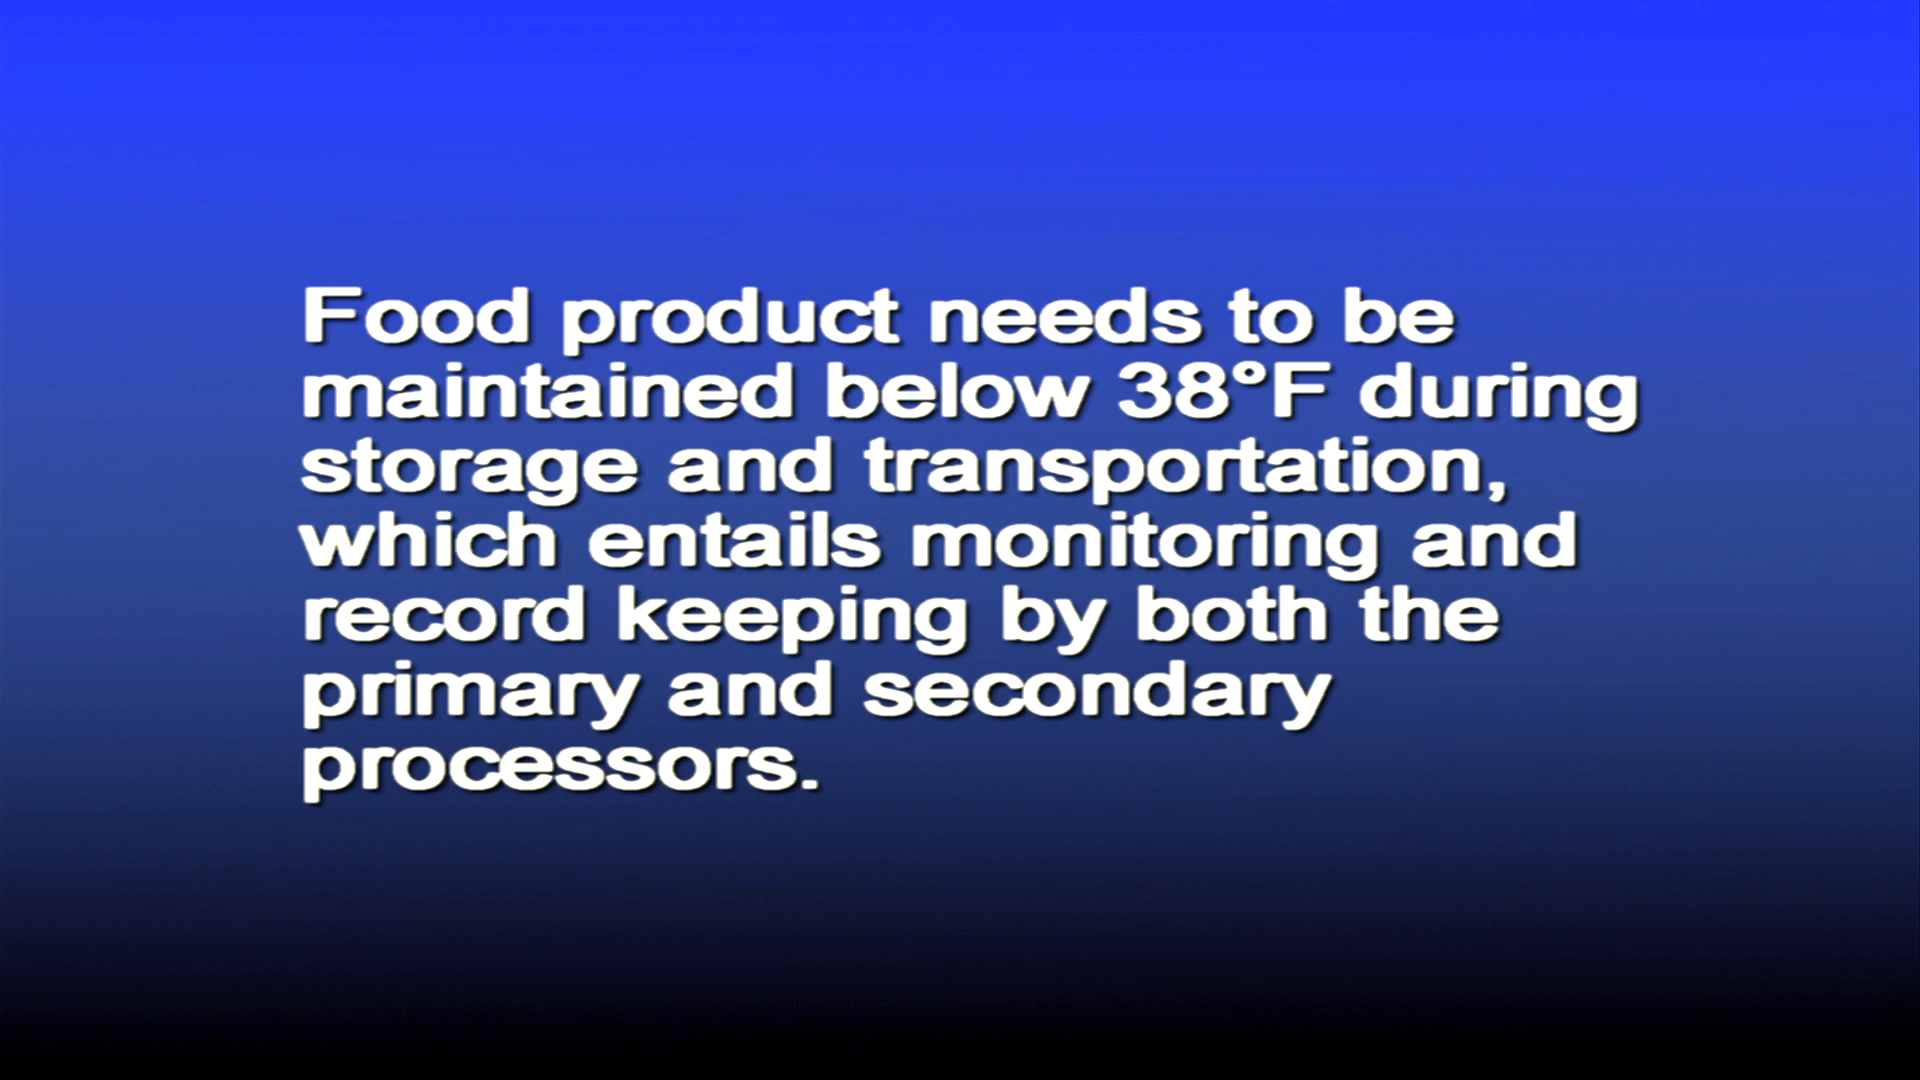 Food product needs to be
maintained below 38°F during
storage and transportation,
which entails monitoring and
record keeping by both the
primary and secondary
processors.